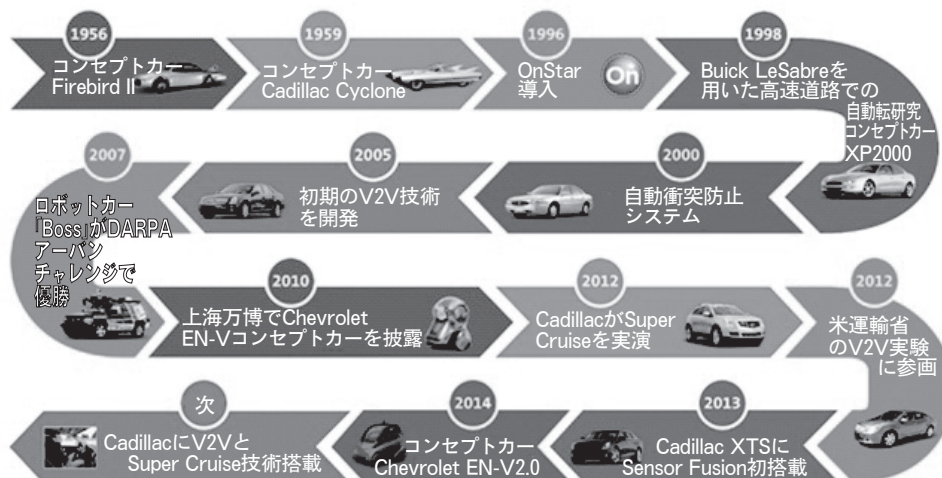 1956
コンセプトカー
Firebird II
1959
コンセプトカー
Cadillac Cyclone
1996
OnStar
導入
On
1998
Buick LeSabreを
用いた高速道路での
自動転研究
コンセプトカー
XP2000
2000
自動衝突防止
システム
2005
初期のV2V技術
を開発
2007
ロボットカー
「Boss」がDARPA
アーバン
チャレンジで
優勝
2010
上海万博でChevrolet
EN-Vコンセプトカーを披露
2012
CadillacがSuper
Cruiseを実演
2012
米運輸省
のV2V実験
に参画
2013
Cadillac XTSに
Sensor Fusion初搭載
2014
コンセプトカー
Chevrolet EN-V2.0
次
CadillacにV2Vと
Super Cruise技術搭載